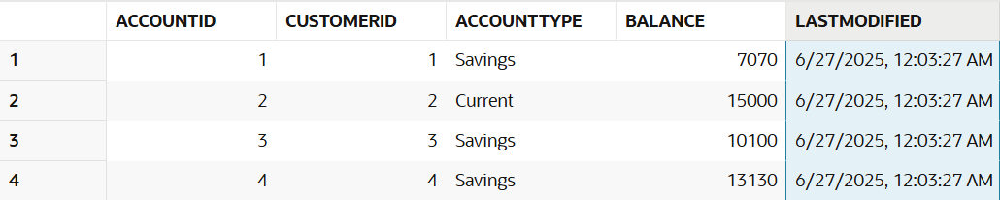 ACCOUNTID CUSTOMERID ACCOUNTTYPE BALANCE LASTMODIFIED
1 1 1 Savings 7070 6/27/2025, 12:03:27 AM
2 2 2 Current 15000 6/27/2025, 12:03:27 AM
3 3 3 Savings 10100 6/27/2025, 12:03:27 AM
4 4 4 Savings 13130 6/27/2025, 12:03:27 AM